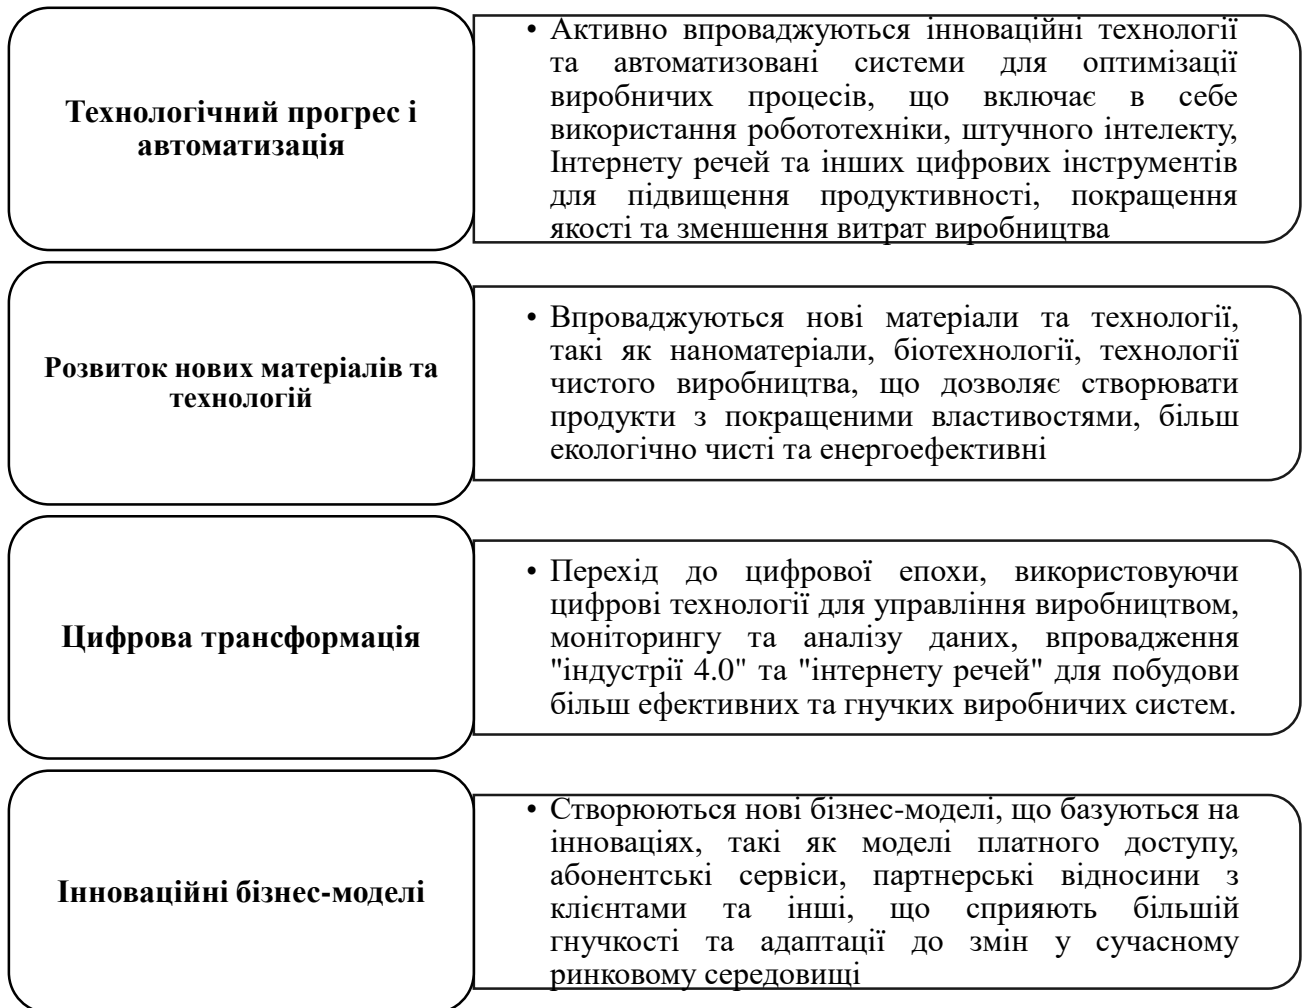 Технологічний прогрес і
автоматизація
• Активно впроваджуються інноваційні технології
та автоматизовані системи для оптимізації
виробничих процесів, що включає в себе
використання робототехніки, штучного інтелекту,
Інтернету речей та інших цифрових інструментів
для підвищення продуктивності, покращення
якості та зменшення витрат виробництва
Розвиток нових матеріалів та
технологій
• Впроваджуються нові матеріали та технології,
такі як наноматеріали, біотехнології, технології
чистого виробництва, що дозволяє створювати
продукти з покращеними властивостями, більш
екологічно чисті та енергоефективні
Цифрова трансформація
• Перехід до цифрової епохи, використовуючи
цифрові технології для управління виробництвом,
моніторингу та аналізу даних, впровадження
"індустрії 4.0" та "інтернету речей" для побудови
більш ефективних та гнучких виробничих систем.
Інноваційні бізнес-моделі
• Створюються нові бізнес-моделі, що базуються на
інноваціях, такі як моделі платного доступу,
абонентські сервіси, партнерські відносини з
клієнтами та інші, що сприяють більшій
гнучкості та адаптації до змін у сучасному
ринковому середовищі